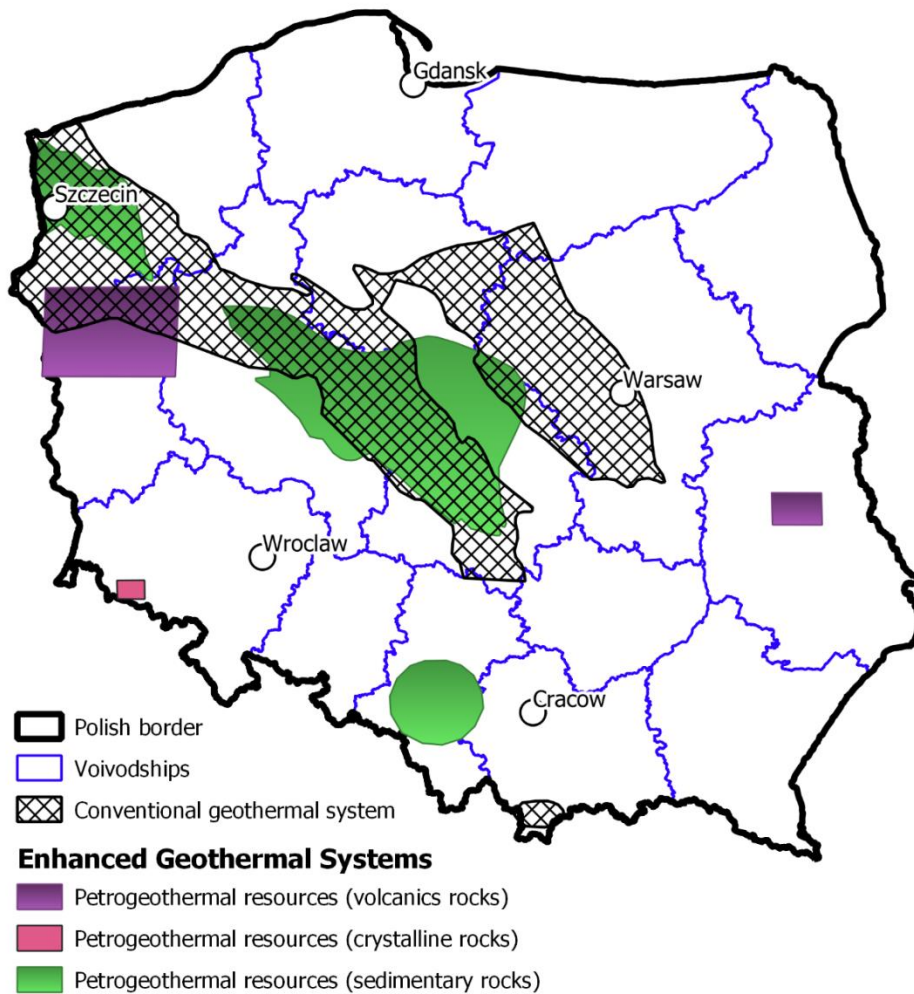 Gdansk
Szczecin
Warsaw
Wroclaw
Cracow
Polish border
Voivodships
Conventional geothermal system
Enhanced Geothermal Systems
Petrogeothermal resources (volcanics rocks)
Petrogeothermal resources (crystalline rocks)
Petrogeothermal resources (sedimentary rocks)